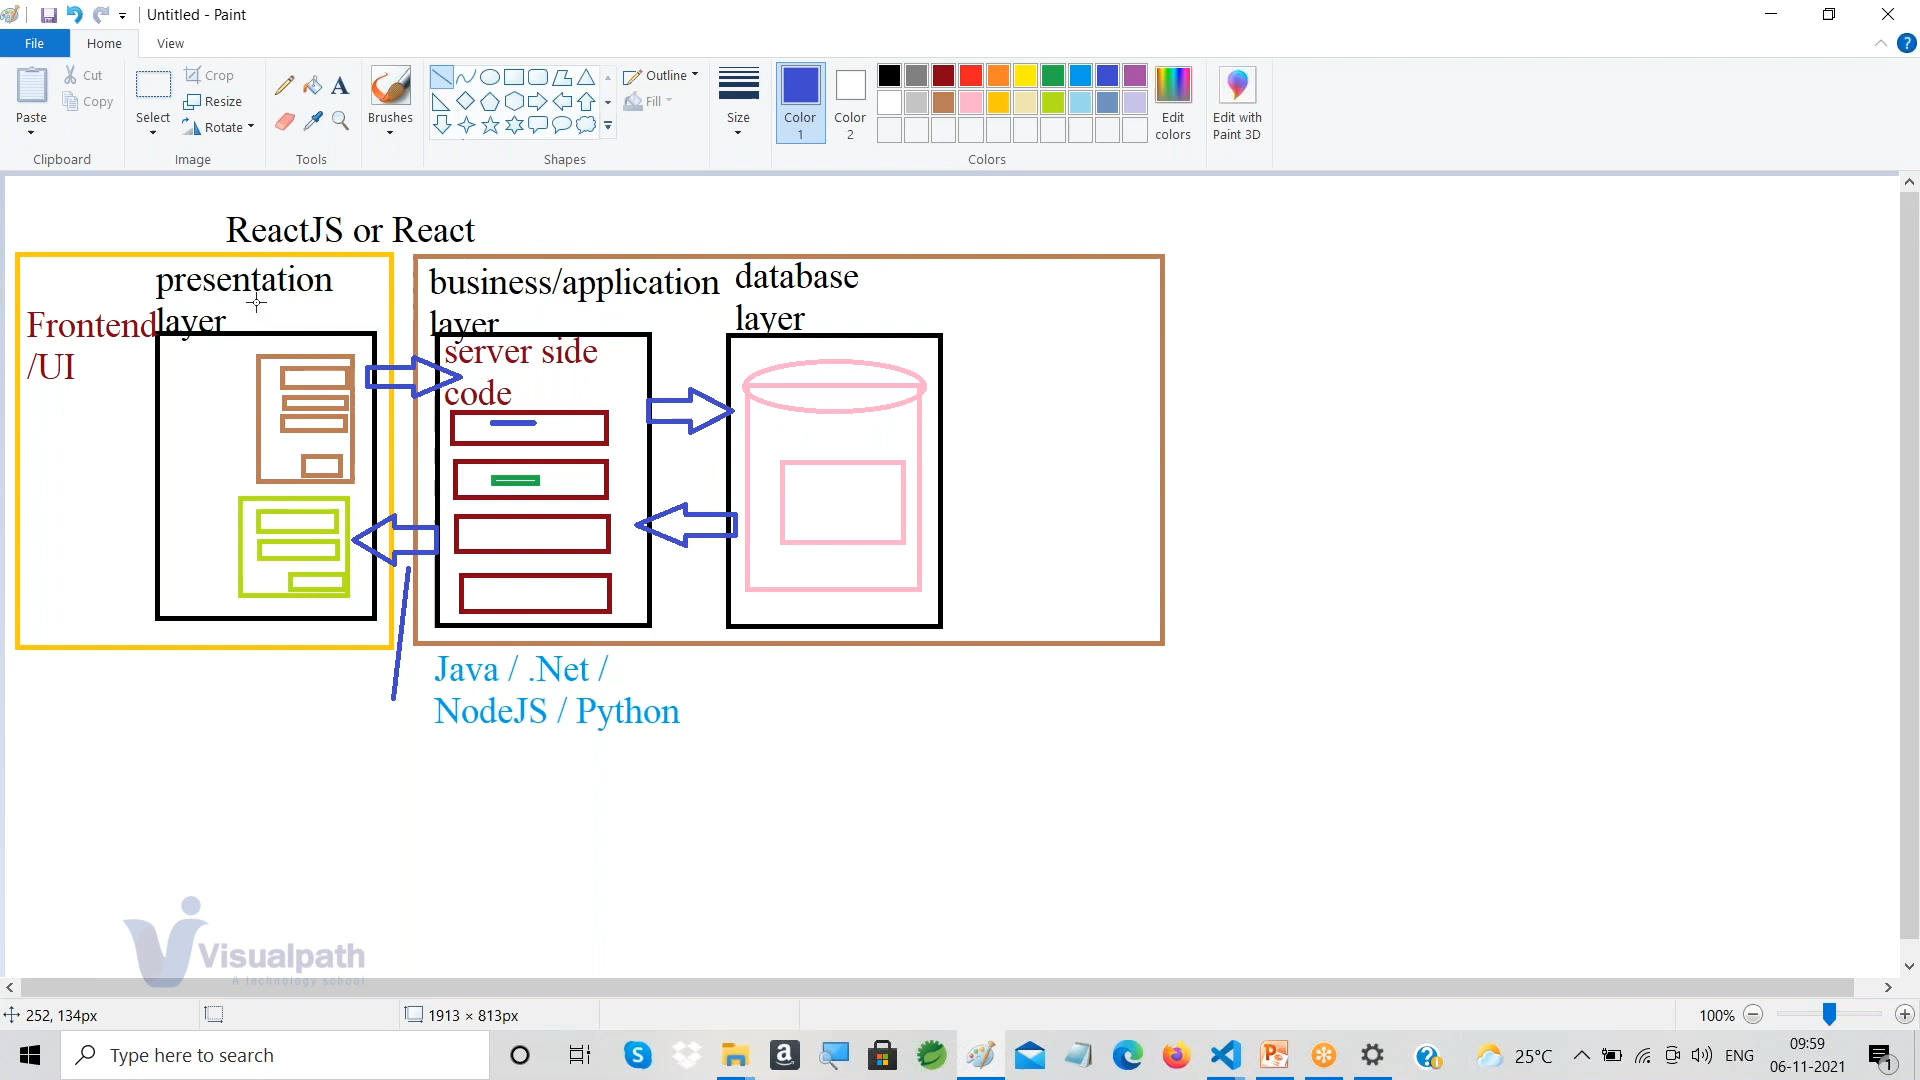 Untitled - Paint
File Home View
Paste
Cut
Copy
Clipboard
Select
Crop
Resize
Rotate
Image
Tools
Brushes
Outline
Fill
Shapes
Size
Color 1
Color 2
Edit colors
Edit with Paint 3D
Colors
ReactJS or React
presentation
layer
Frontend
/UI
business/application
layer
server side
code
database
layer
Java / .Net /
NodeJS / Python
Visualpath
A technology school
252, 134px
1913 × 813px
100%
Type here to search
25°C
ENG
09:59
06-11-2021
1